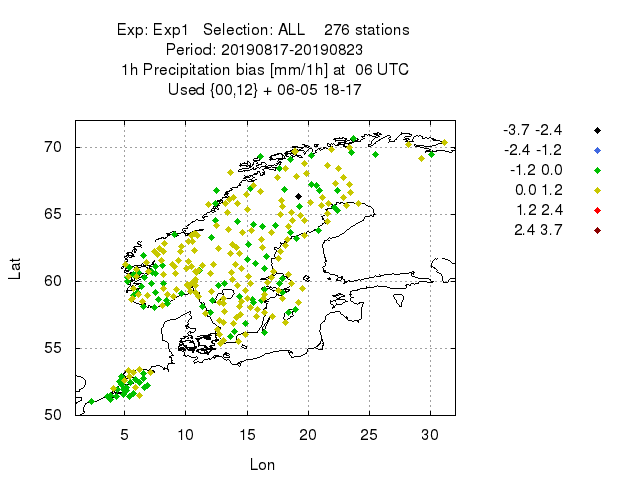 Exp: Exp1 Selection: ALL 276 stations
Period: 20190817-20190823
1h Precipitation bias [mm/1h] at 06 UTC
Used {00,12} + 06-05 18-17
-3.7 -2.4
-2.4 -1.2
-1.2 0.0
0.0 1.2
1.2 2.4
2.4 3.7
70
65
60
55
50
Lat
5 10 15 20 25 30
Lon